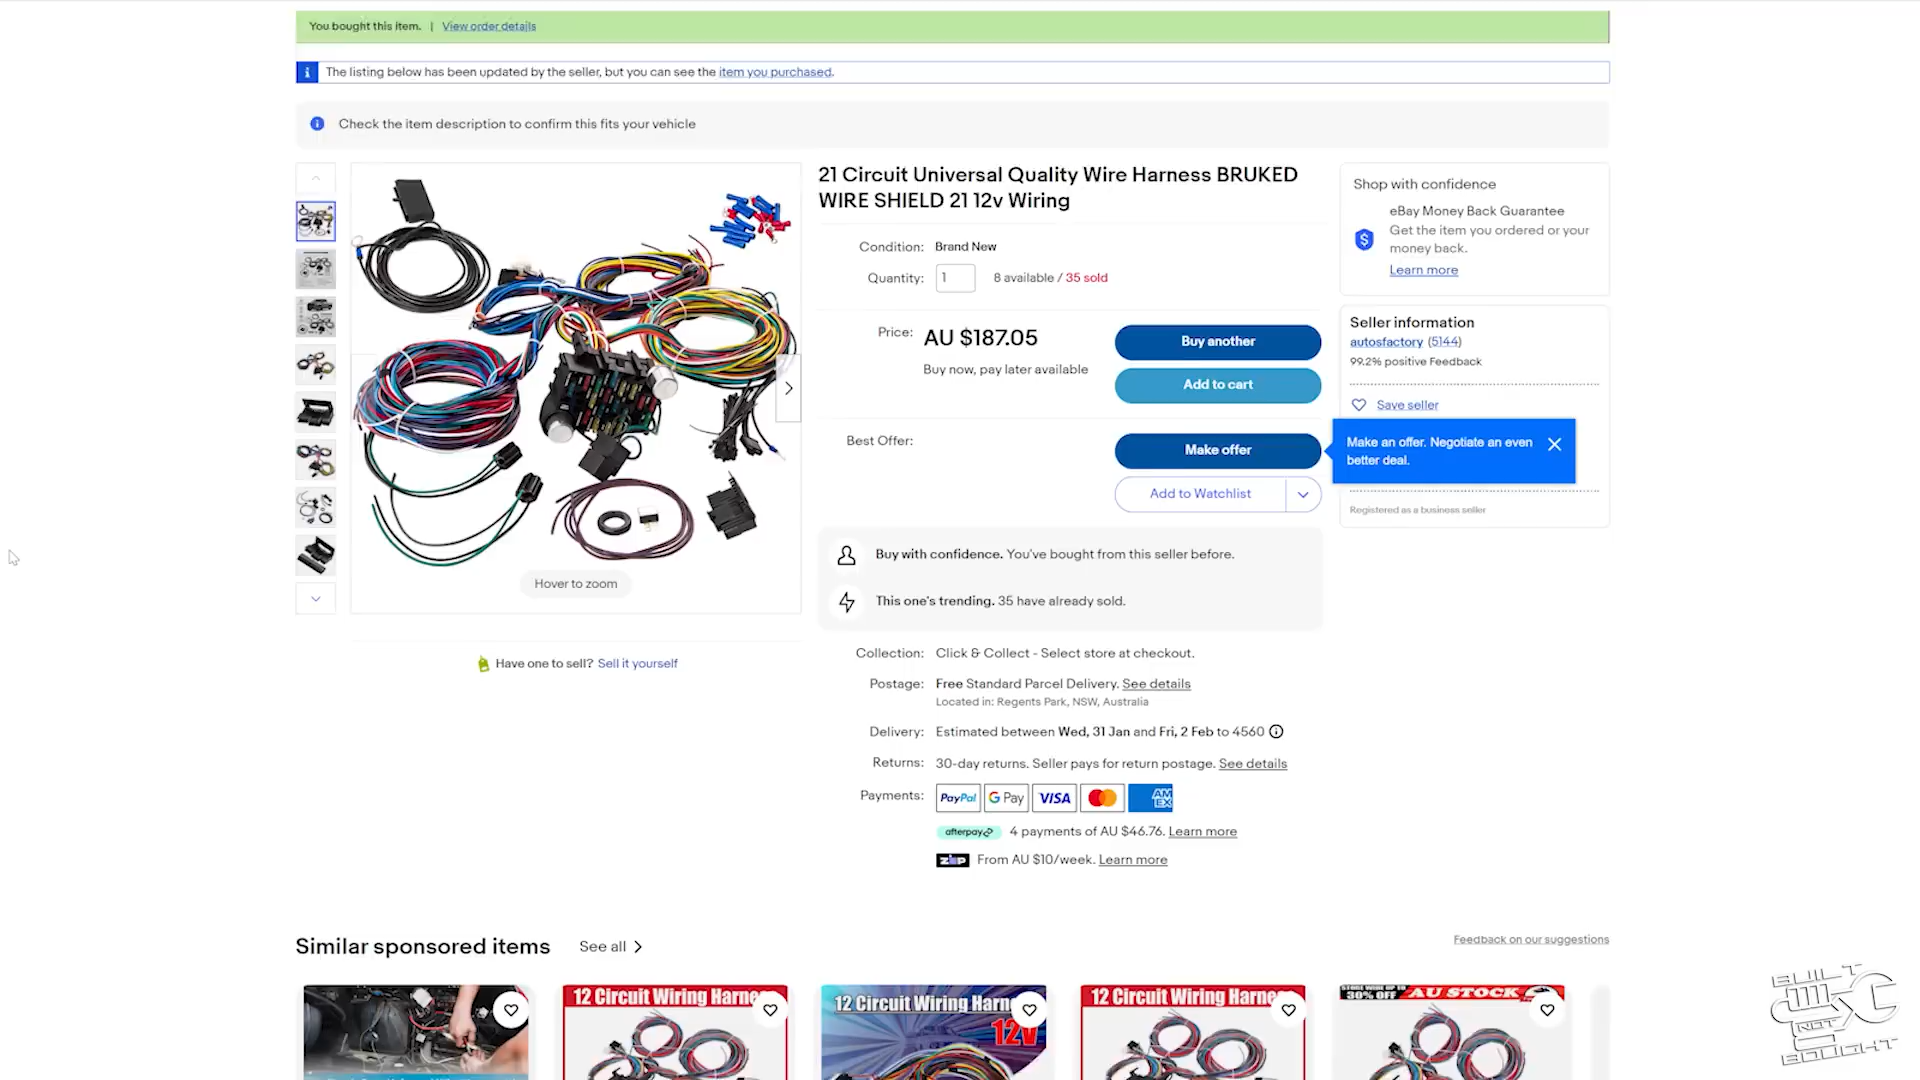 You bought this item. | View order details
The listing below has been updated by the seller, but you can see the item you purchased.
Check the item description to confirm this fits your vehicle
21 Circuit Universal Quality Wire Harness BRUKED
WIRE SHIELD 21 12v Wiring
Condition: Brand New
Quantity: 1 8 available / 35 sold
Price: AU $187.05
Buy now, pay later available
Buy another
Add to cart
Best Offer:
Make offer
Add to Watchlist
Hover to zoom
Have one to sell? Sell it yourself
Buy with confidence. You've bought from this seller before.
This one's trending. 35 have already sold.
Collection: Click & Collect - Select store at checkout.
Postage: Free Standard Parcel Delivery. See details
Located in: Regents Park, NSW, Australia
Delivery: Estimated between Wed, 31 Jan and Fri, 2 Feb to 4560
Returns: 30-day returns. Seller pays for return postage. See details
Payments: PayPal G Pay VISA AM EX
afterpay 4 payments of AU $46.76. Learn more
zip From AU $10/week. Learn more
Shop with confidence
eBay Money Back Guarantee
Get the item you ordered or your
money back.
Learn more
Seller information
autosfactory (5144)
99.2% positive Feedback
Save seller
Make an offer. Negotiate an even
better deal.
Registered as a business seller
Similar sponsored items See all
Feedback on our suggestions
12 Circuit Wiring Harne
12 Circuit Wiring Harn
12V
12 Circuit Wiring Harne
30% OFF AU STOCK
BUILT
NOT
BOUGHT